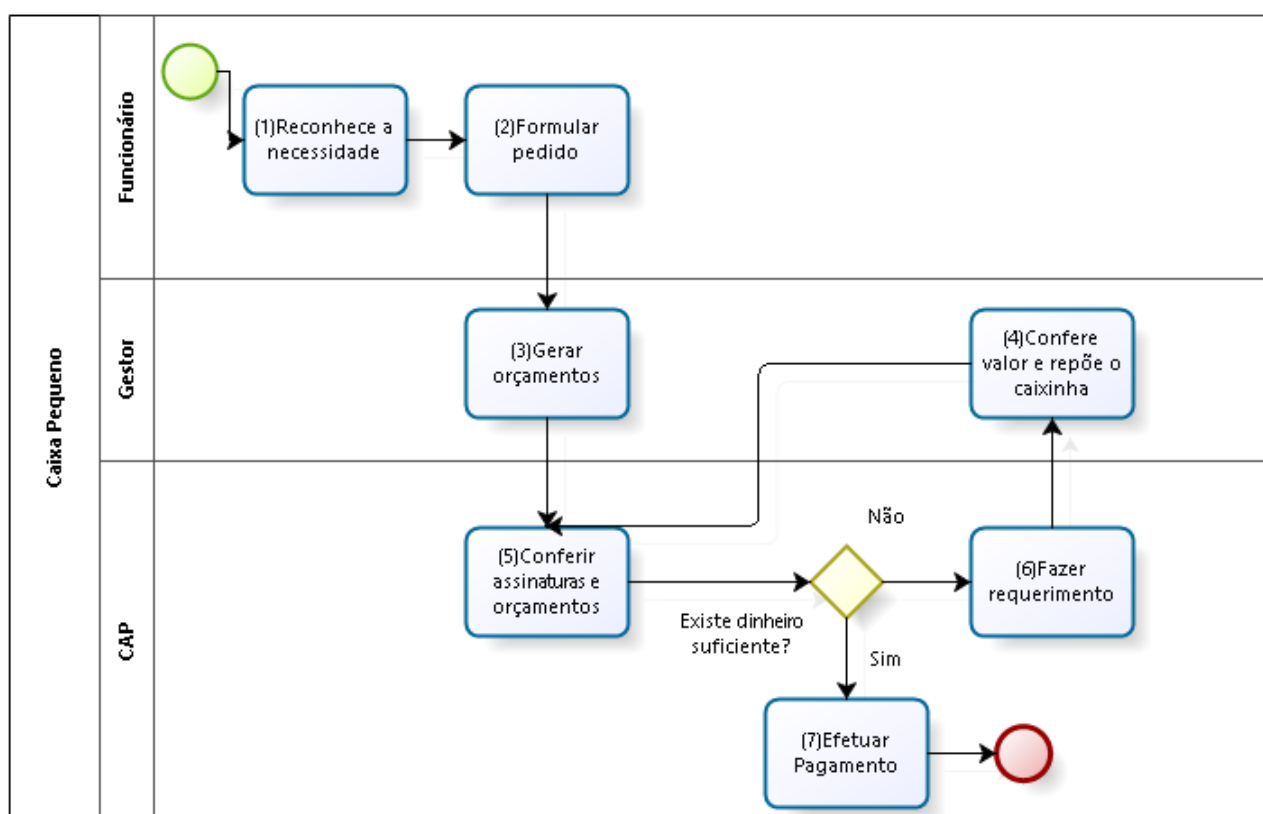 Caixa Pequeno
Funcionário
(1)Reconhece a
necessidade
(2)Formular
pedido
Gestor
(3)Gerar
orçamentos
(4)Confere
valor e repõe o
caixinha
CAP
(5)Conferir
assinaturas e
orçamentos
Existe dinheiro
suficiente?
Não
(6)Fazer
requerimento
Sim
(7)Efetuar
Pagamento